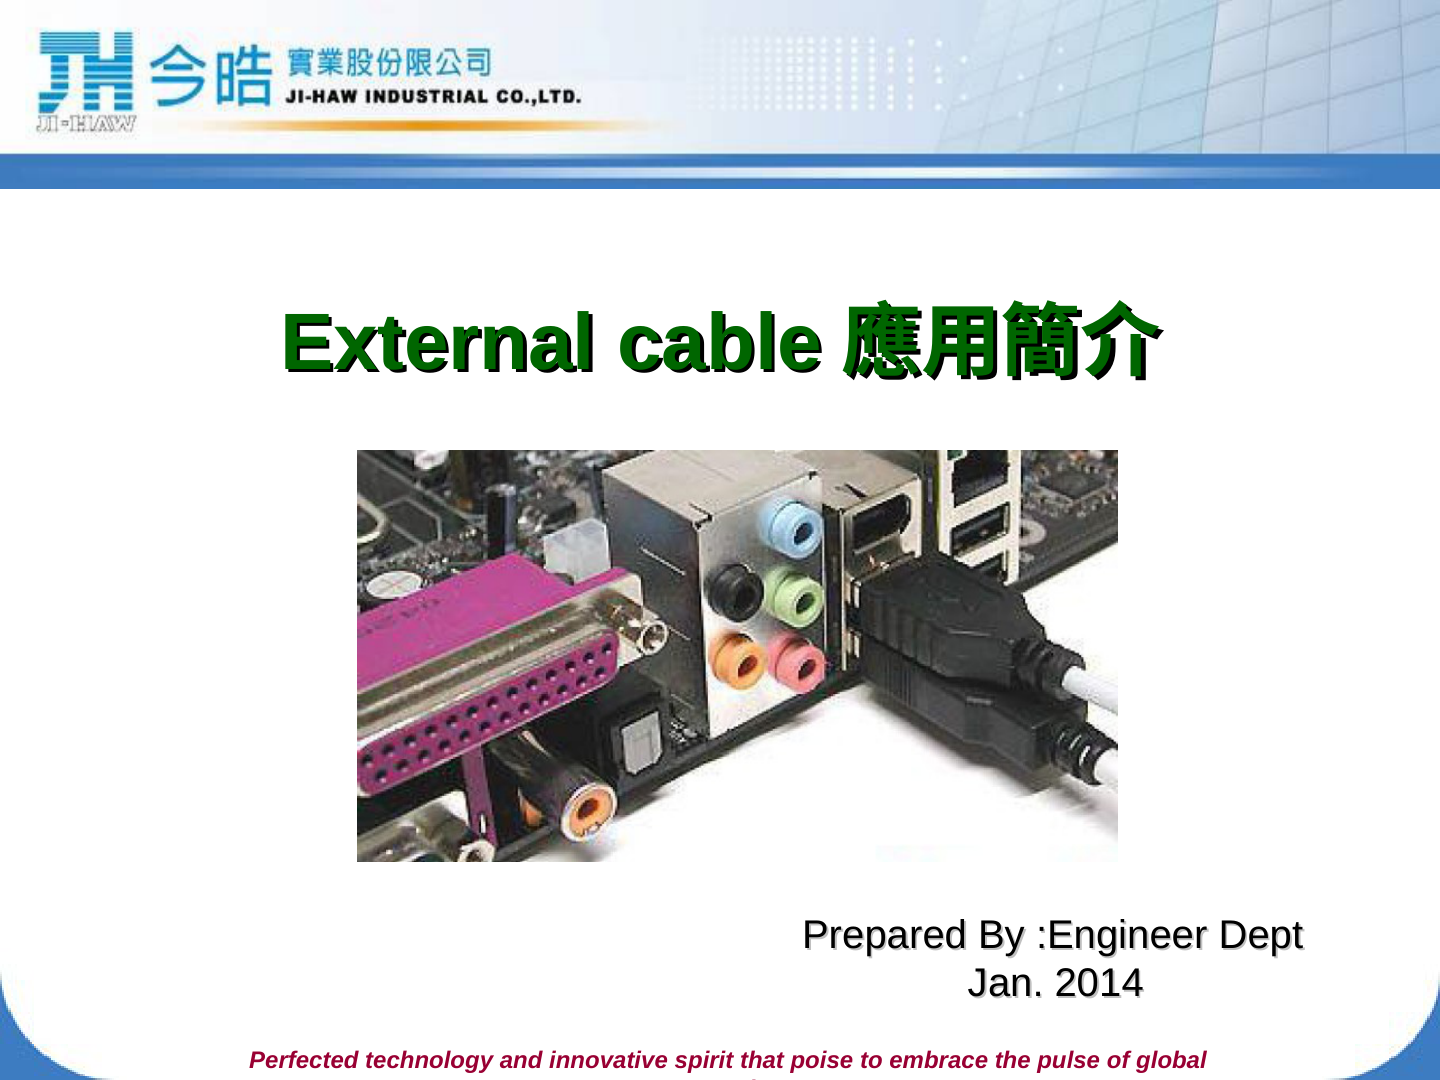 今皓 實業股份限公司
JI-HAW INDUSTRIAL CO.,LTD.
JI-HAW
External cable 應用簡介
Prepared By :Engineer Dept
Jan. 2014
Perfected technology and innovative spirit that poise to embrace the pulse of global